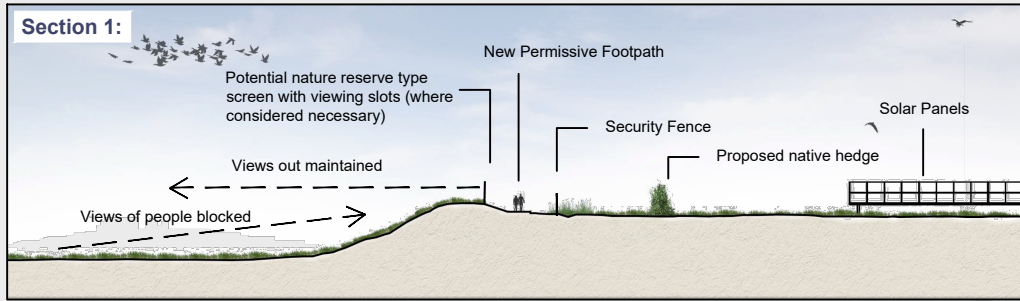 Section 1:
New Permissive Footpath
Potential nature reserve type
screen with viewing slots (where
considered necessary)
Solar Panels
Security Fence
Proposed native hedge
Views out maintained
Views of people blocked